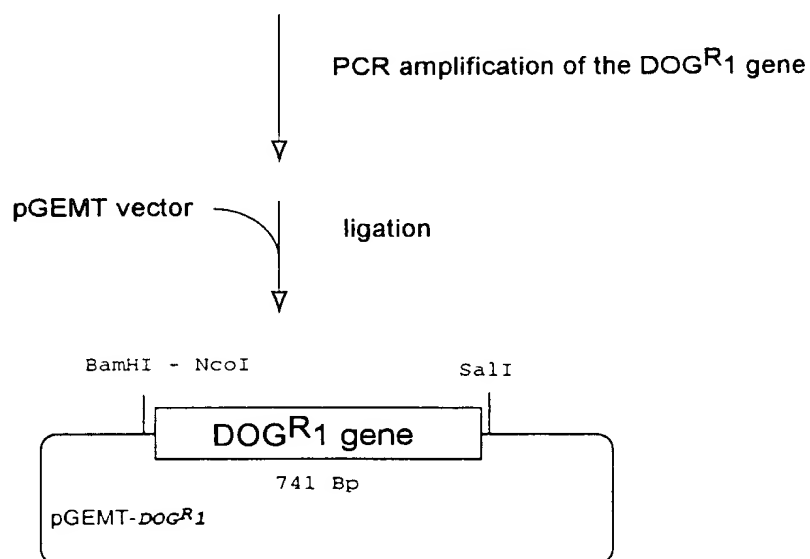 PCR amplification of the DOGR1 gene
pGEMT vector
ligation
BamHI - NcoI
SalI
DOGR1 gene
741 Bp
pGEMT-DOGR1